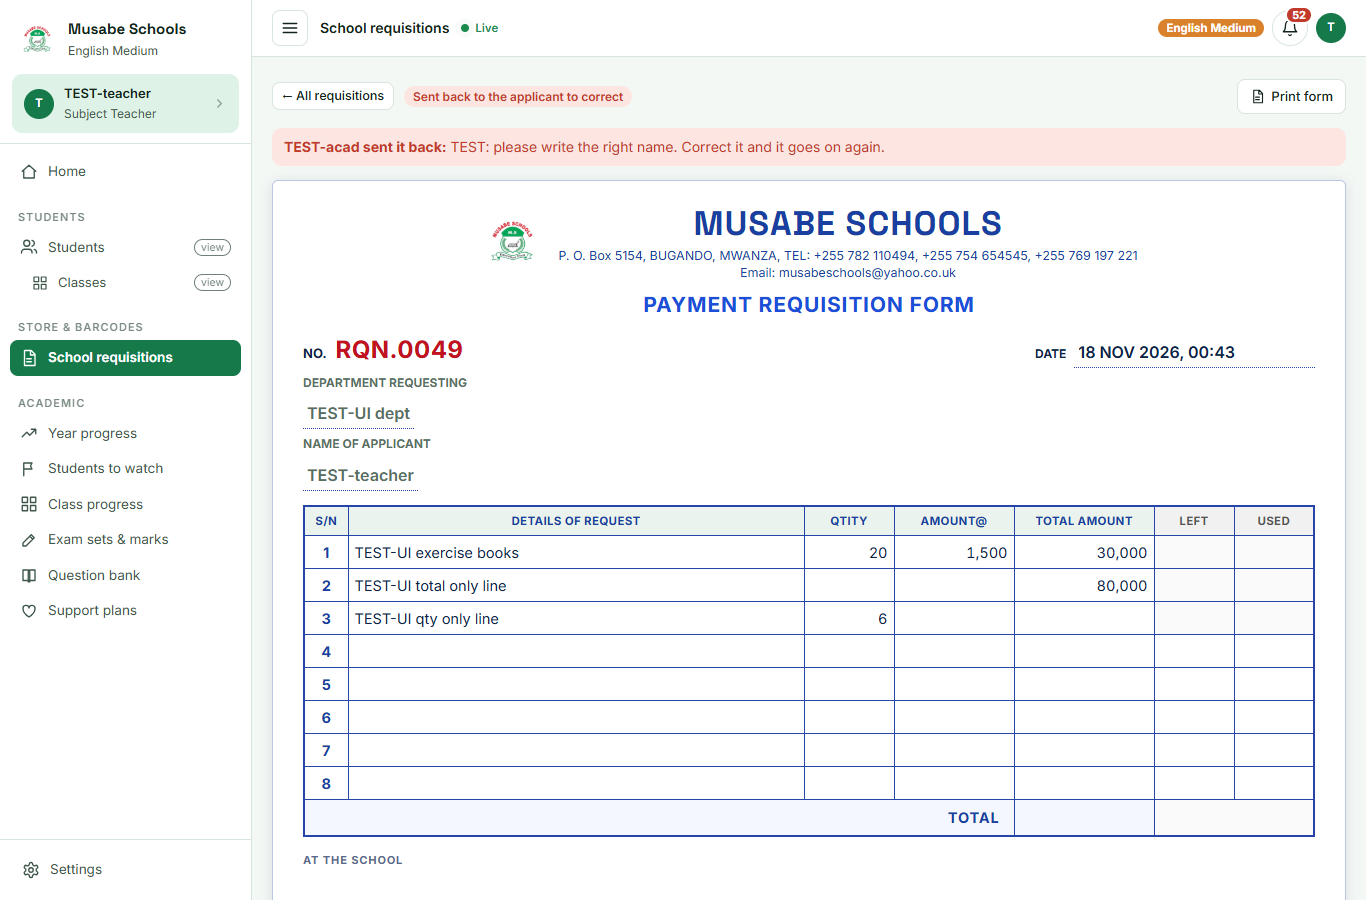 Musabe Schools
English Medium
T
TEST-teacher
Subject Teacher
Home
STUDENTS
Students view
Classes view
STORE & BARCODES
School requisitions
ACADEMIC
Year progress
Students to watch
Class progress
Exam sets & marks
Question bank
Support plans
Settings
School requisitions Live
English Medium 52 T
← All requisitions Sent back to the applicant to correct Print form
TEST-acad sent it back: TEST: please write the right name. Correct it and it goes on again.
MUSABE SCHOOLS
P. O. Box 5154, BUGANDO, MWANZA, TEL: +255 782 110494, +255 754 654545, +255 769 197 221
Email: musabeschools@yahoo.co.uk
PAYMENT REQUISITION FORM
NO. RQN.0049 DATE 18 NOV 2026, 00:43
DEPARTMENT REQUESTING
TEST-UI dept
NAME OF APPLICANT
TEST-teacher
S/N DETAILS OF REQUEST QTITY AMOUNT@ TOTAL AMOUNT LEFT USED
1 TEST-UI exercise books 20 1,500 30,000
2 TEST-UI total only line 80,000
3 TEST-UI qty only line 6
4
5
6
7
8
TOTAL
AT THE SCHOOL